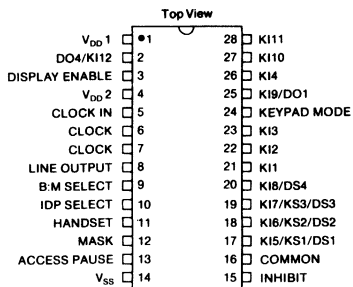 Top View
V_DD 1 1 28 KI11
DO4/KI12 2 27 KI10
DISPLAY ENABLE 3 26 KI4
V_DD 2 4 25 KI9/DO1
CLOCK IN 5 24 KEYPAD MODE
CLOCK 6 23 KI3
CLOCK 7 22 KI2
LINE OUTPUT 8 21 KI1
B:M SELECT 9 20 KI8/DS4
IDP SELECT 10 19 KI7/KS3/DS3
HANDSET 11 18 KI6/KS2/DS2
MASK 12 17 KI5/KS1/DS1
ACCESS PAUSE 13 16 COMMON
V_SS 14 15 INHIBIT